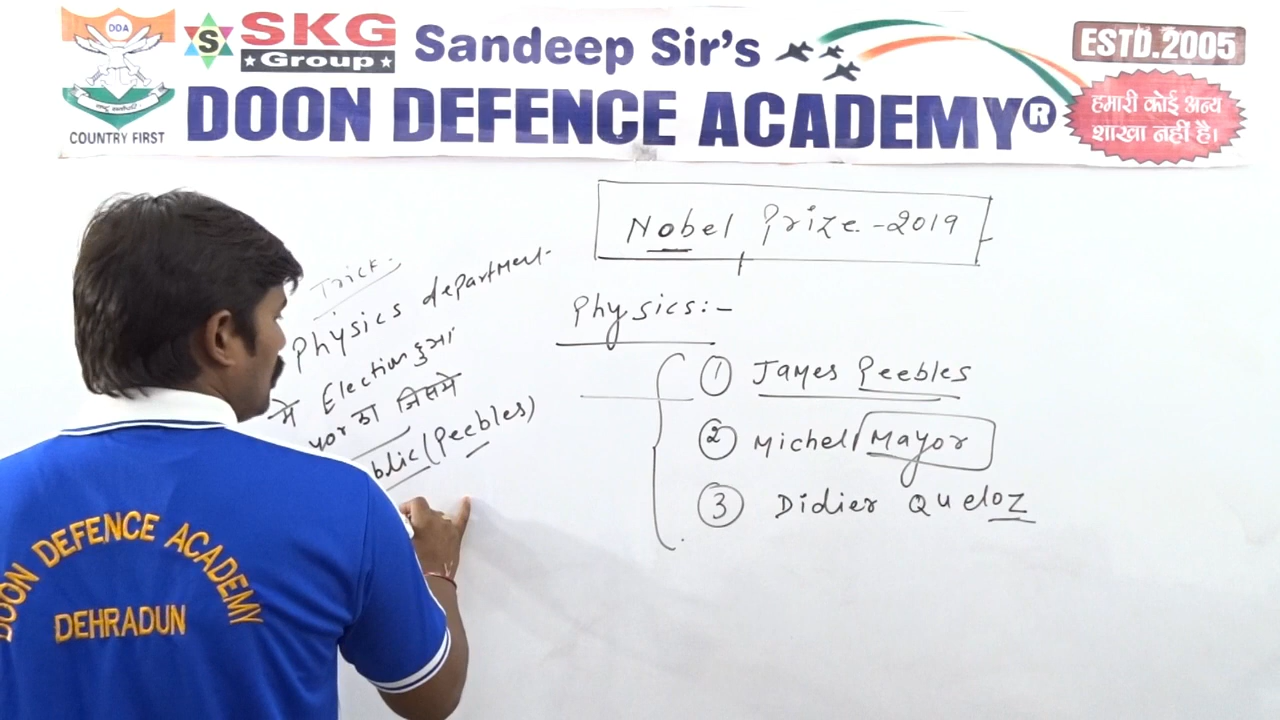 DDA
COUNTRY FIRST
S
SKG
★Group★
Sandeep Sir's
DOON DEFENCE ACADEMY®
ESTD.2005
हमारी कोई अन्य
शाखा नहीं है।
Nobel Prize-2019
Trick.
Physics department
मे Election हुआ
yor का जिसमे
blic (Peebles)
Physics:-
① James Peebles
② Michel Mayor
③ Didier Queloz
DOON DEFENCE ACADEMY
DEHRADUN